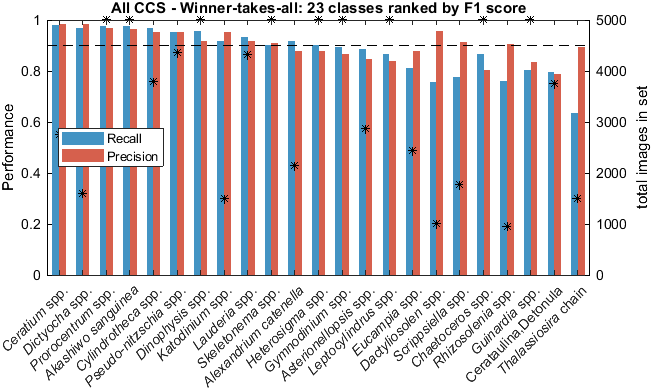 All CCS - Winner-takes-all: 23 classes ranked by F1 score
Performance
1
0.8
0.6
0.4
0.2
0
Recall
Precision
5000
4000
3000
2000
1000
0
total images in set
Ceratium spp.
Dictyocha spp.
Prorocentrum spp.
Akashiwo sanguinea
Cylindrotheca spp.
Pseudo-nitzschia spp.
Dinophysis spp.
Katodinium spp.
Lauderia spp.
Skeletonema spp.
Alexandrium catenella
Heterosigma spp.
Gymnodinium spp.
Asterionellopsis spp.
Leptocylindrus spp.
Eucampia spp.
Dactyliosolen spp.
Scrippsiella spp.
Chaetoceros spp.
Rhizosolenia spp.
Guinardia spp.
Cerataulina.Detonula
Thalassiosira chain